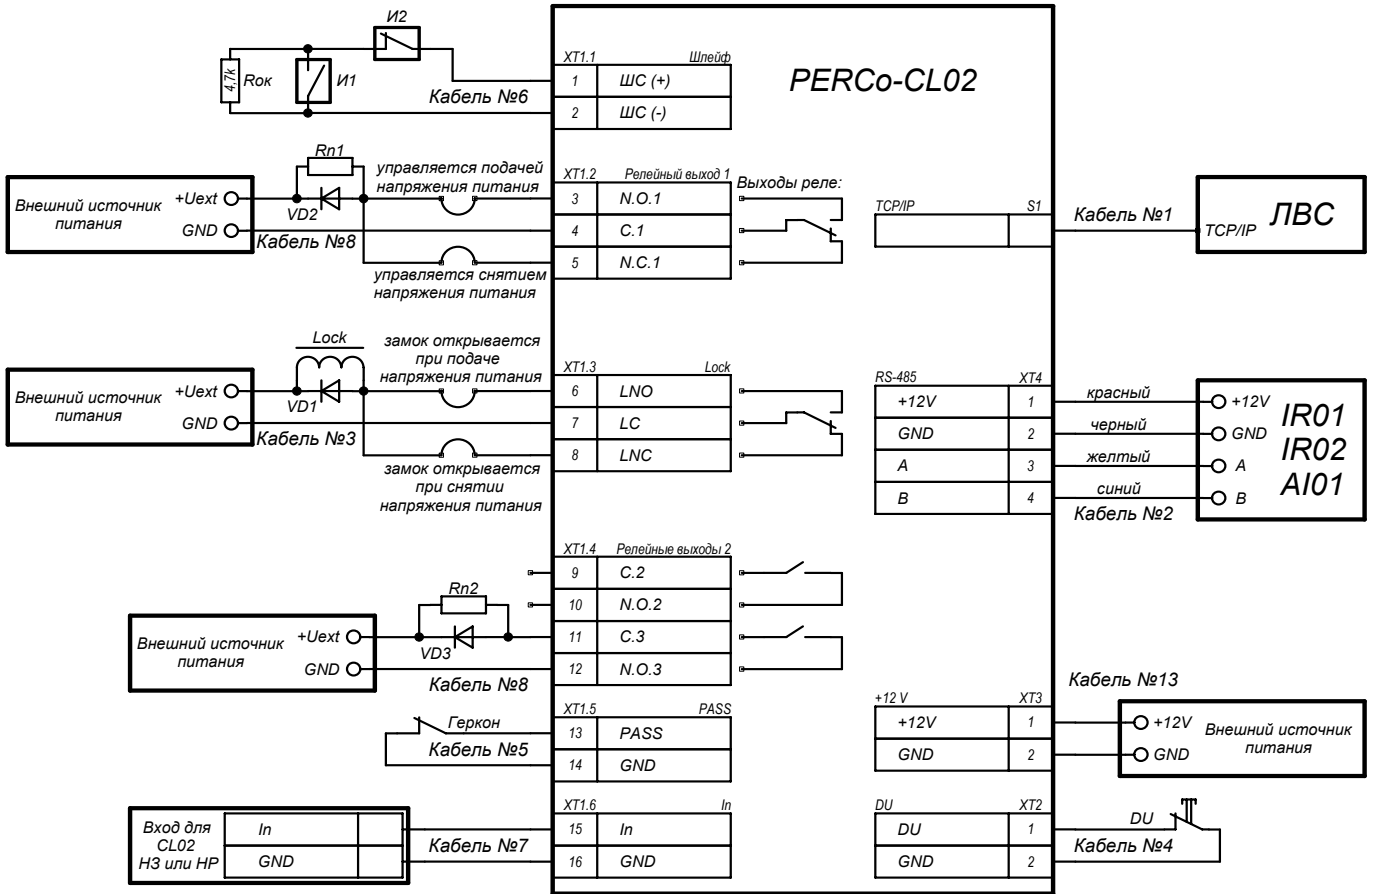 PERCo-CL02
И2
4,7k
Rок
И1
Кабель №6
XT1.1 Шлейф
1 ШС (+)
2 ШС (-)
Rn1
управляется подачей
напряжения питания
Внешний источник
питания
+Uext
GND
VD2
Кабель №8
управляется снятием
напряжения питания
XT1.2 Релейный выход 1
3 N.O.1
4 C.1
5 N.C.1
Выходы реле:
TCP/IP S1
Кабель №1
TCP/IP
ЛВС
Lock
замок открывается
при подаче
напряжения питания
Внешний источник
питания
+Uext
GND
VD1
Кабель №3
замок открывается
при снятии
напряжения питания
XT1.3 Lock
6 LNO
7 LC
8 LNC
RS-485 XT4
+12V 1
GND 2
A 3
B 4
красный
черный
желтый
синий
Кабель №2
+12V
GND
A
B
IR01
IR02
AI01
XT1.4 Релейные выходы 2
9 C.2
10 N.O.2
11 C.3
12 N.O.3
Rn2
Внешний источник
питания
+Uext
GND
VD3
Кабель №8
Геркон
Кабель №5
XT1.5 PASS
13 PASS
14 GND
+12 V XT3
+12V 1
GND 2
Кабель №13
+12V
GND
Внешний источник
питания
Вход для
CL02
НЗ или НР
In
GND
Кабель №7
XT1.6 In
15 In
16 GND
DU XT2
DU 1
GND 2
DU
Кабель №4